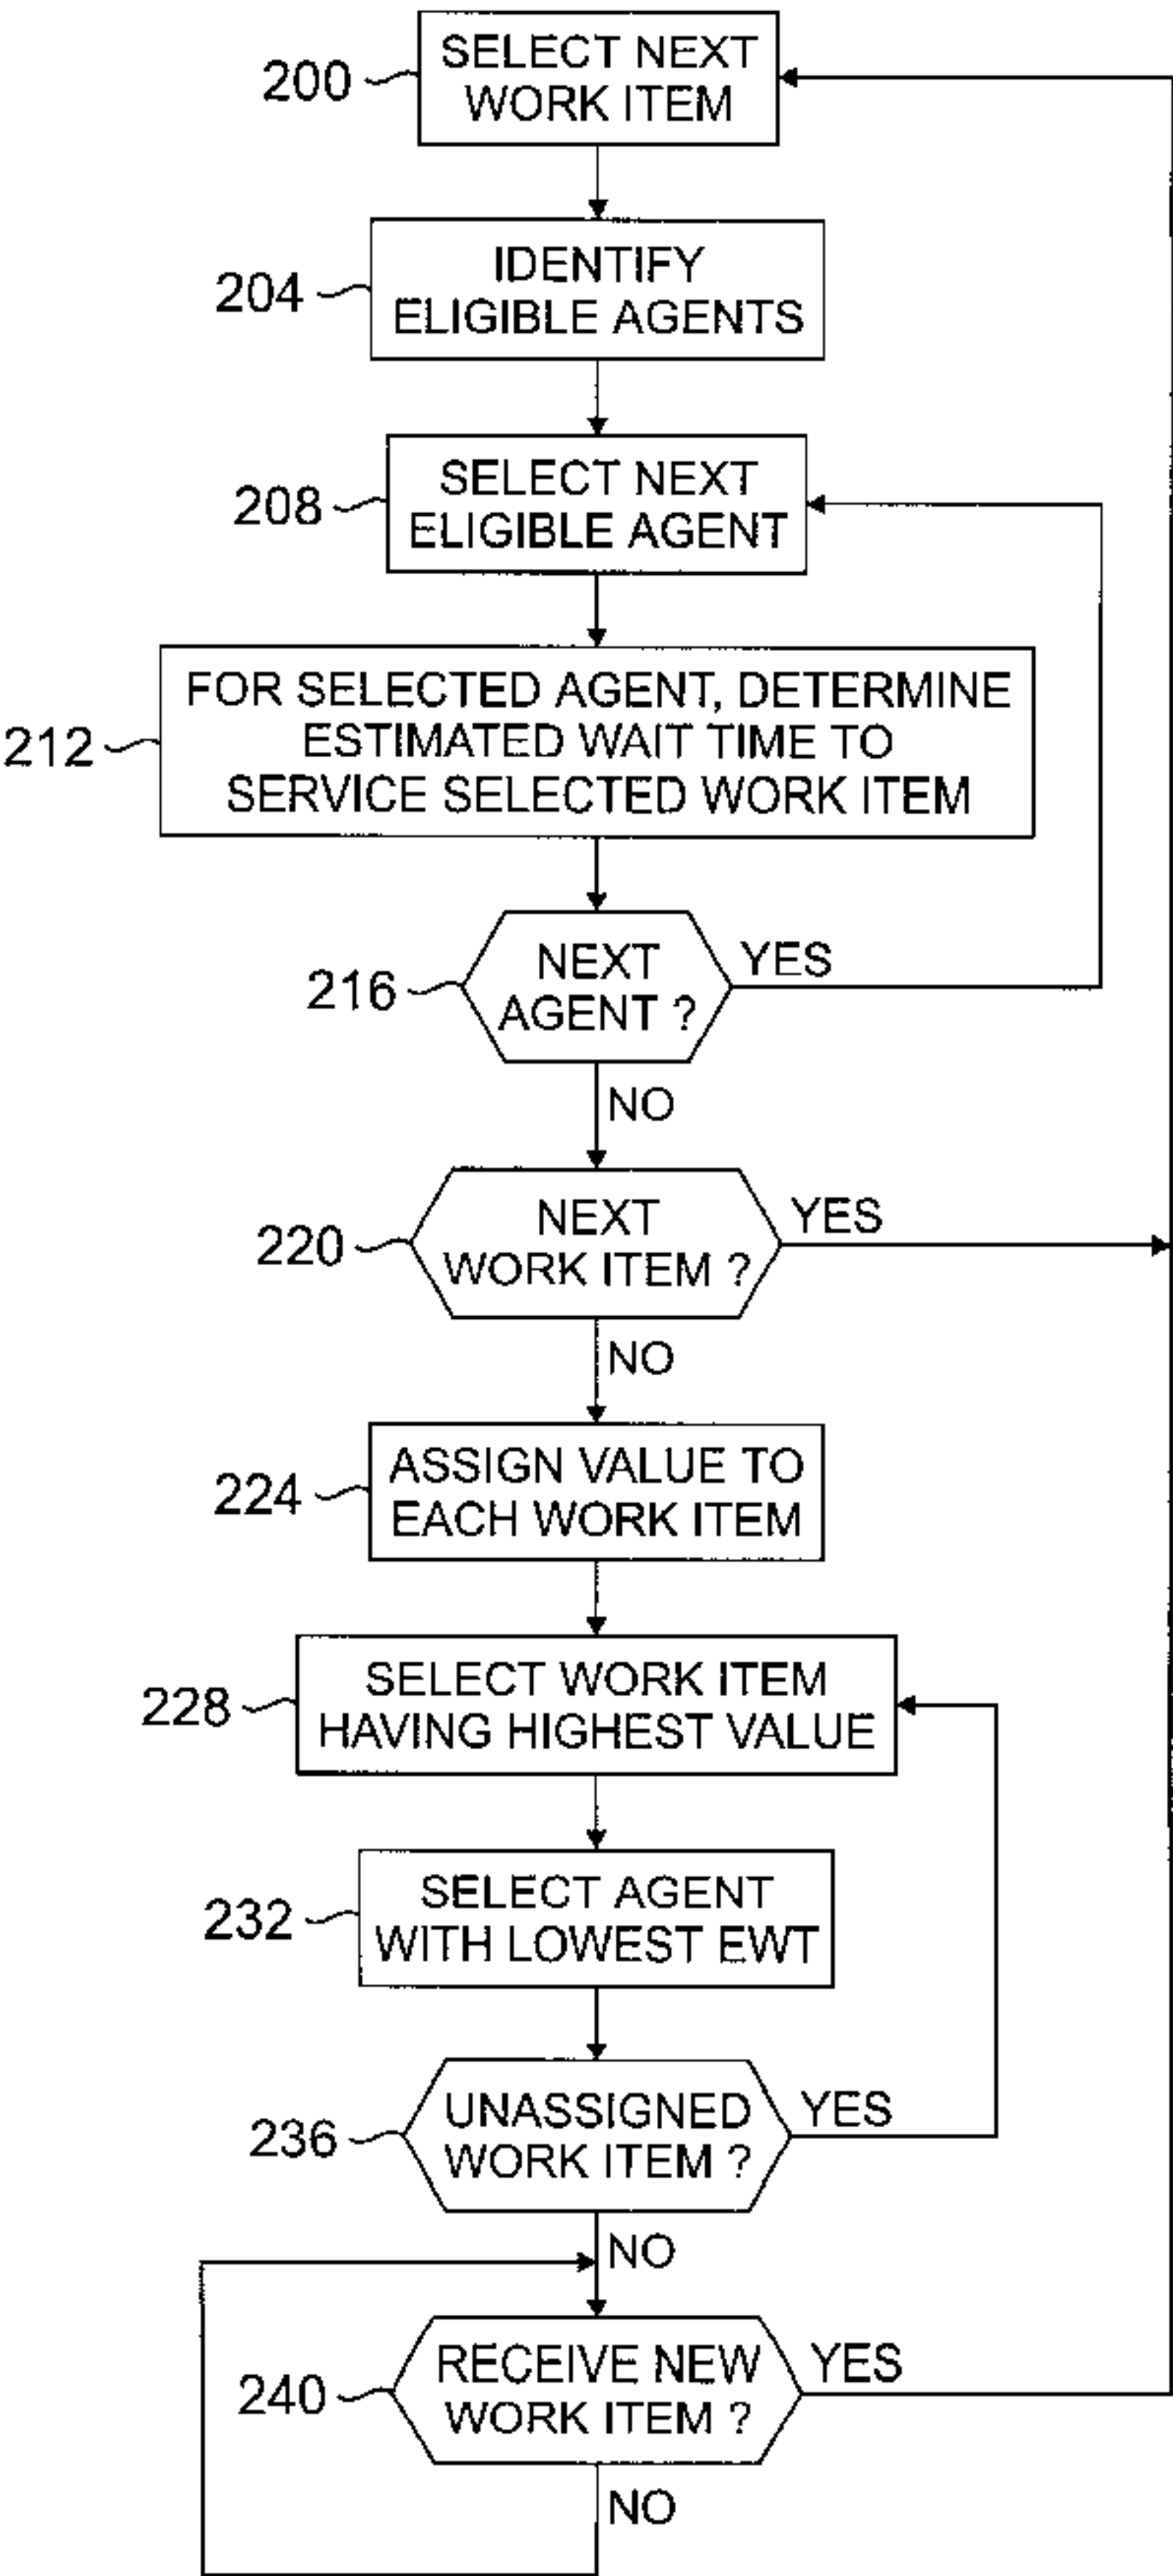 200
SELECT NEXT
WORK ITEM
204
IDENTIFY
ELIGIBLE AGENTS
208
SELECT NEXT
ELIGIBLE AGENT
212
FOR SELECTED AGENT, DETERMINE
ESTIMATED WAIT TIME TO
SERVICE SELECTED WORK ITEM
216
NEXT
AGENT ?
YES
NO
220
NEXT
WORK ITEM ?
YES
NO
224
ASSIGN VALUE TO
EACH WORK ITEM
228
SELECT WORK ITEM
HAVING HIGHEST VALUE
232
SELECT AGENT
WITH LOWEST EWT
236
UNASSIGNED
WORK ITEM ?
YES
NO
240
RECEIVE NEW
WORK ITEM ?
YES
NO